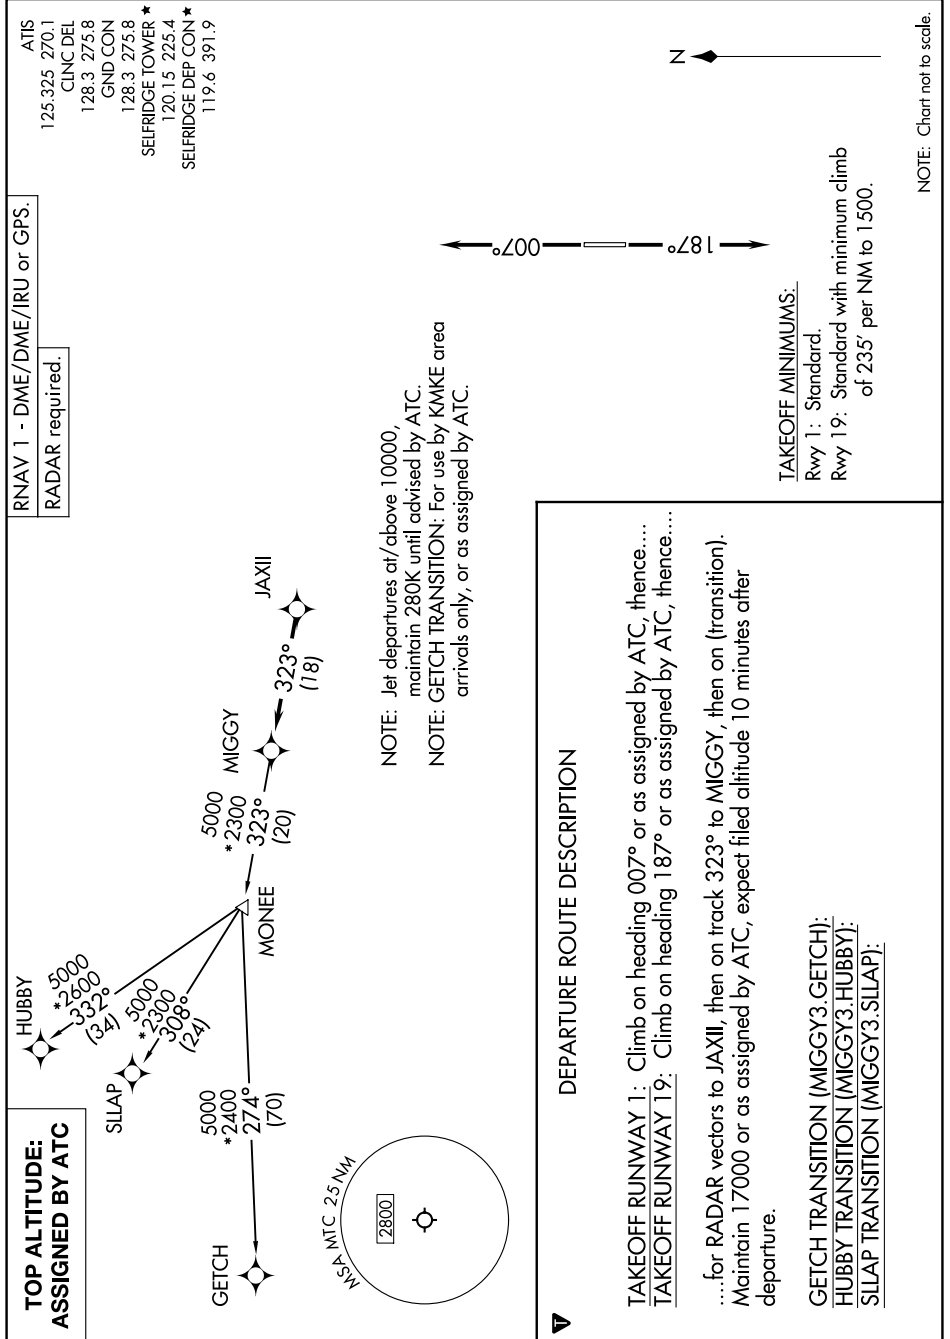 TOP ALTITUDE:
ASSIGNED BY ATC
RNAV 1 - DME/DME/IRU or GPS.
RADAR required.
ATIS
125.325 270.1
CLNC DEL
128.3 275.8
GND CON
128.3 275.8
SELFRIDGE TOWER ★
120.15 225.4
SELFRIDGE DEP CON ★
119.6 391.9
HUBBY
5000
*2600
332°
(34)
SLLAP
5000
*2300
308°
(24)
GETCH
5000
*2400
274°
(70)
MONEE
5000
*2300
323°
(20)
MIGGY
323°
(18)
JAXII
MSA MTC 25 NM
2800
NOTE: Jet departures at/above 10000,
maintain 280K until advised by ATC.
NOTE: GETCH TRANSITION: For use by KMKE area
arrivals only, or as assigned by ATC.
007°
187°
N
TAKEOFF MINIMUMS:
Rwy 1: Standard.
Rwy 19: Standard with minimum climb
of 235' per NM to 1500.
NOTE: Chart not to scale.
T
DEPARTURE ROUTE DESCRIPTION
TAKEOFF RUNWAY 1: Climb on heading 007° or as assigned by ATC, thence....
TAKEOFF RUNWAY 19: Climb on heading 187° or as assigned by ATC, thence....
....for RADAR vectors to JAXII, then on track 323° to MIGGY, then on (transition).
Maintain 17000 or as assigned by ATC, expect filed altitude 10 minutes after
departure.
GETCH TRANSITION (MIGGY3.GETCH):
HUBBY TRANSITION (MIGGY3.HUBBY):
SLLAP TRANSITION (MIGGY3.SLLAP):